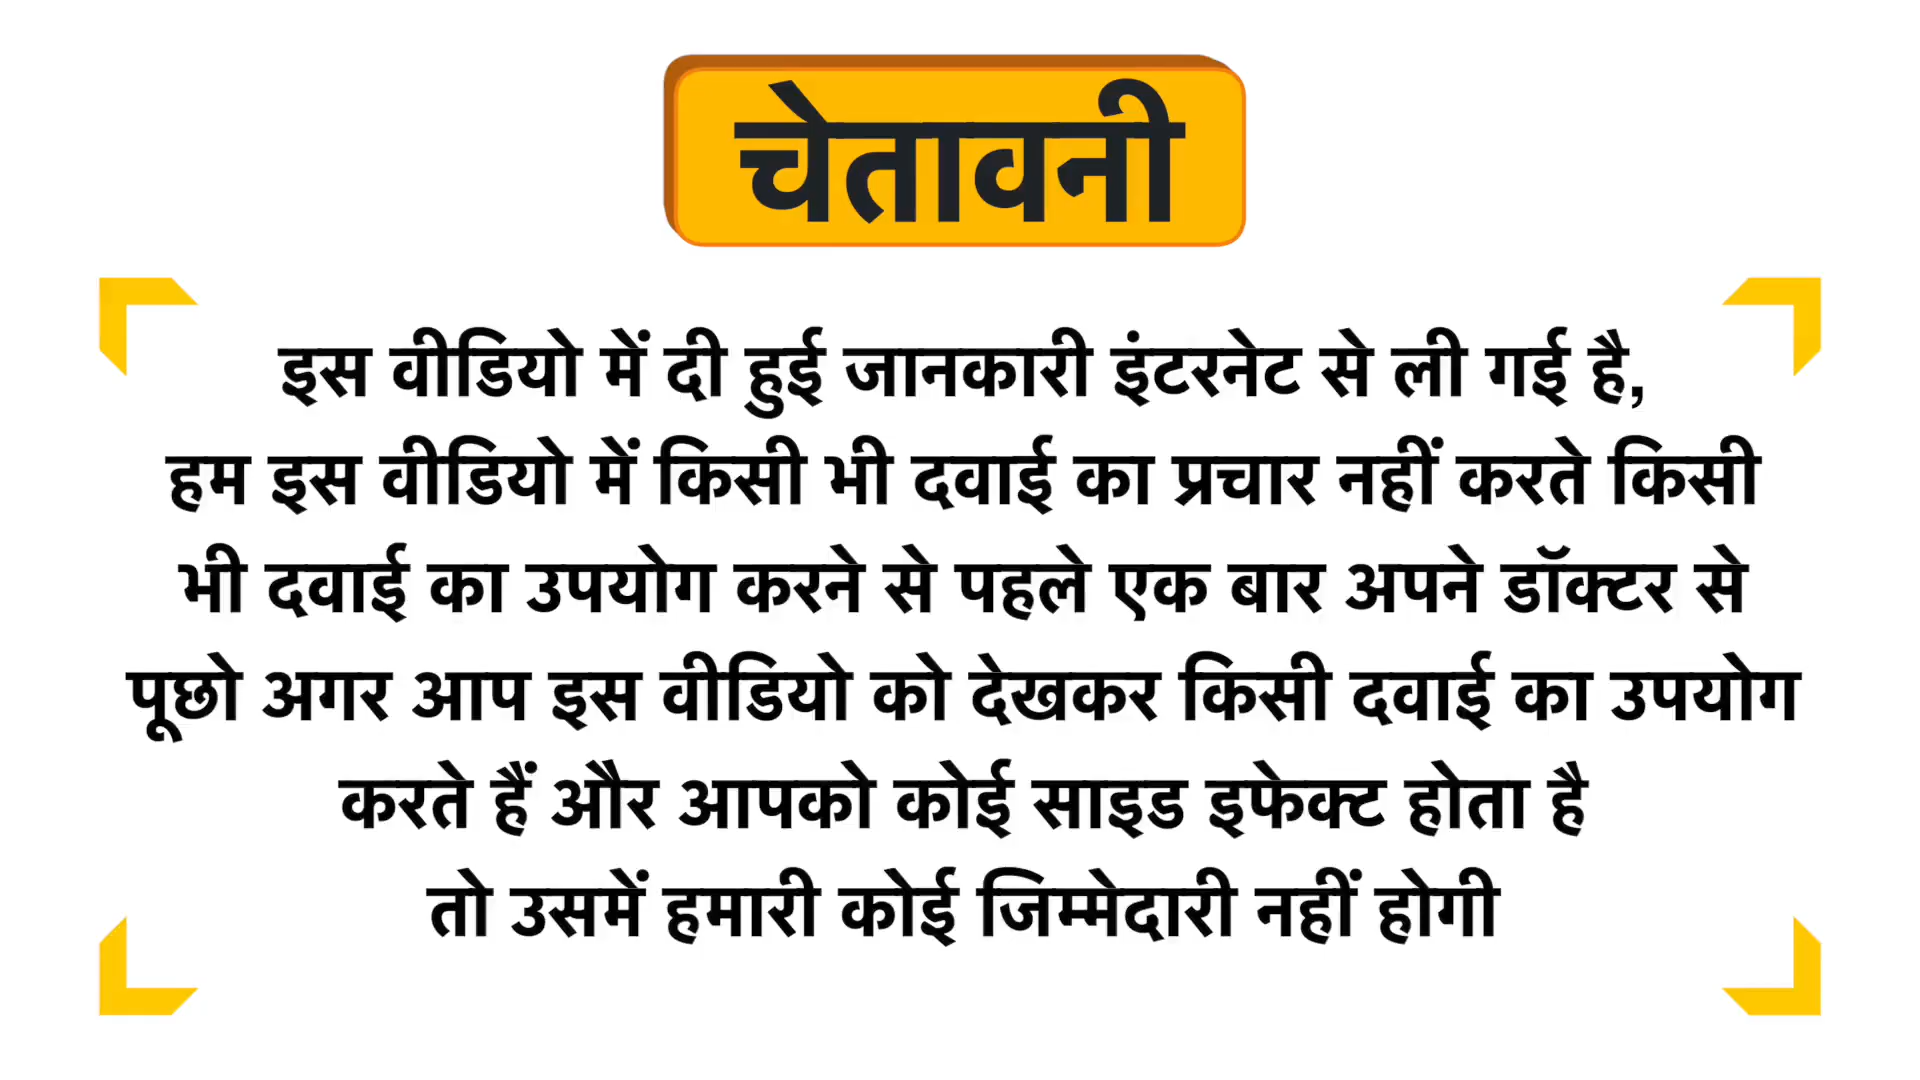 चेतावनी
इस वीडियो में दी हुई जानकारी इंटरनेट से ली गई है,
हम इस वीडियो में किसी भी दवाई का प्रचार नहीं करते किसी
भी दवाई का उपयोग करने से पहले एक बार अपने डॉक्टर से
पूछो अगर आप इस वीडियो को देखकर किसी दवाई का उपयोग
करते हैं और आपको कोई साइड इफेक्ट होता है
तो उसमें हमारी कोई जिम्मेदारी नहीं होगी